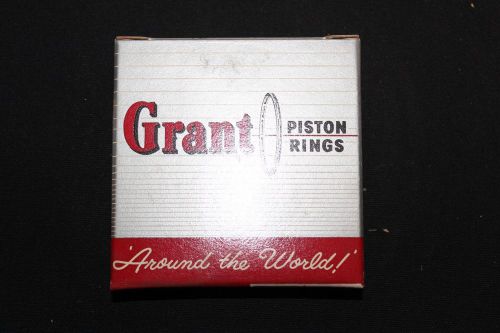 Grant PISTON
RINGS
'Around the World!'